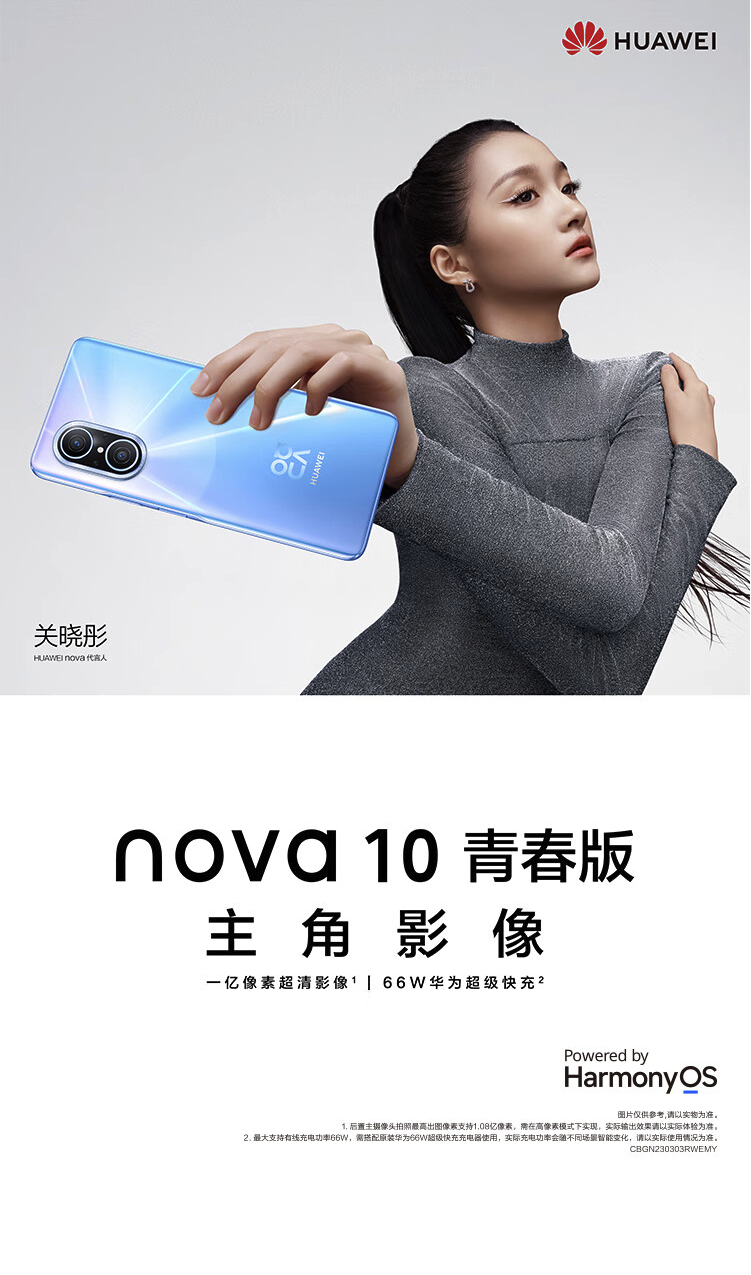 HUAWEI
nova
HUAWEI
关晓彤
HUAWEI nova 代言人
nova 10 青春版
主角影像
一亿像素超清影像¹ | 66W华为超级快充²
Powered by
HarmonyOS
图片仅供参考,请以实物为准。
1. 后置主摄像头拍照最高出图像素支持1.08亿像素，需在高像素模式下实现，实际输出效果请以实际体验为准。
2. 最大支持有线充电功率66W，需搭配原装华为66W超级快充充电器使用，实际充电功率会随不同场景智能变化，请以实际使用情况为准。
CBGN230303RWEMY